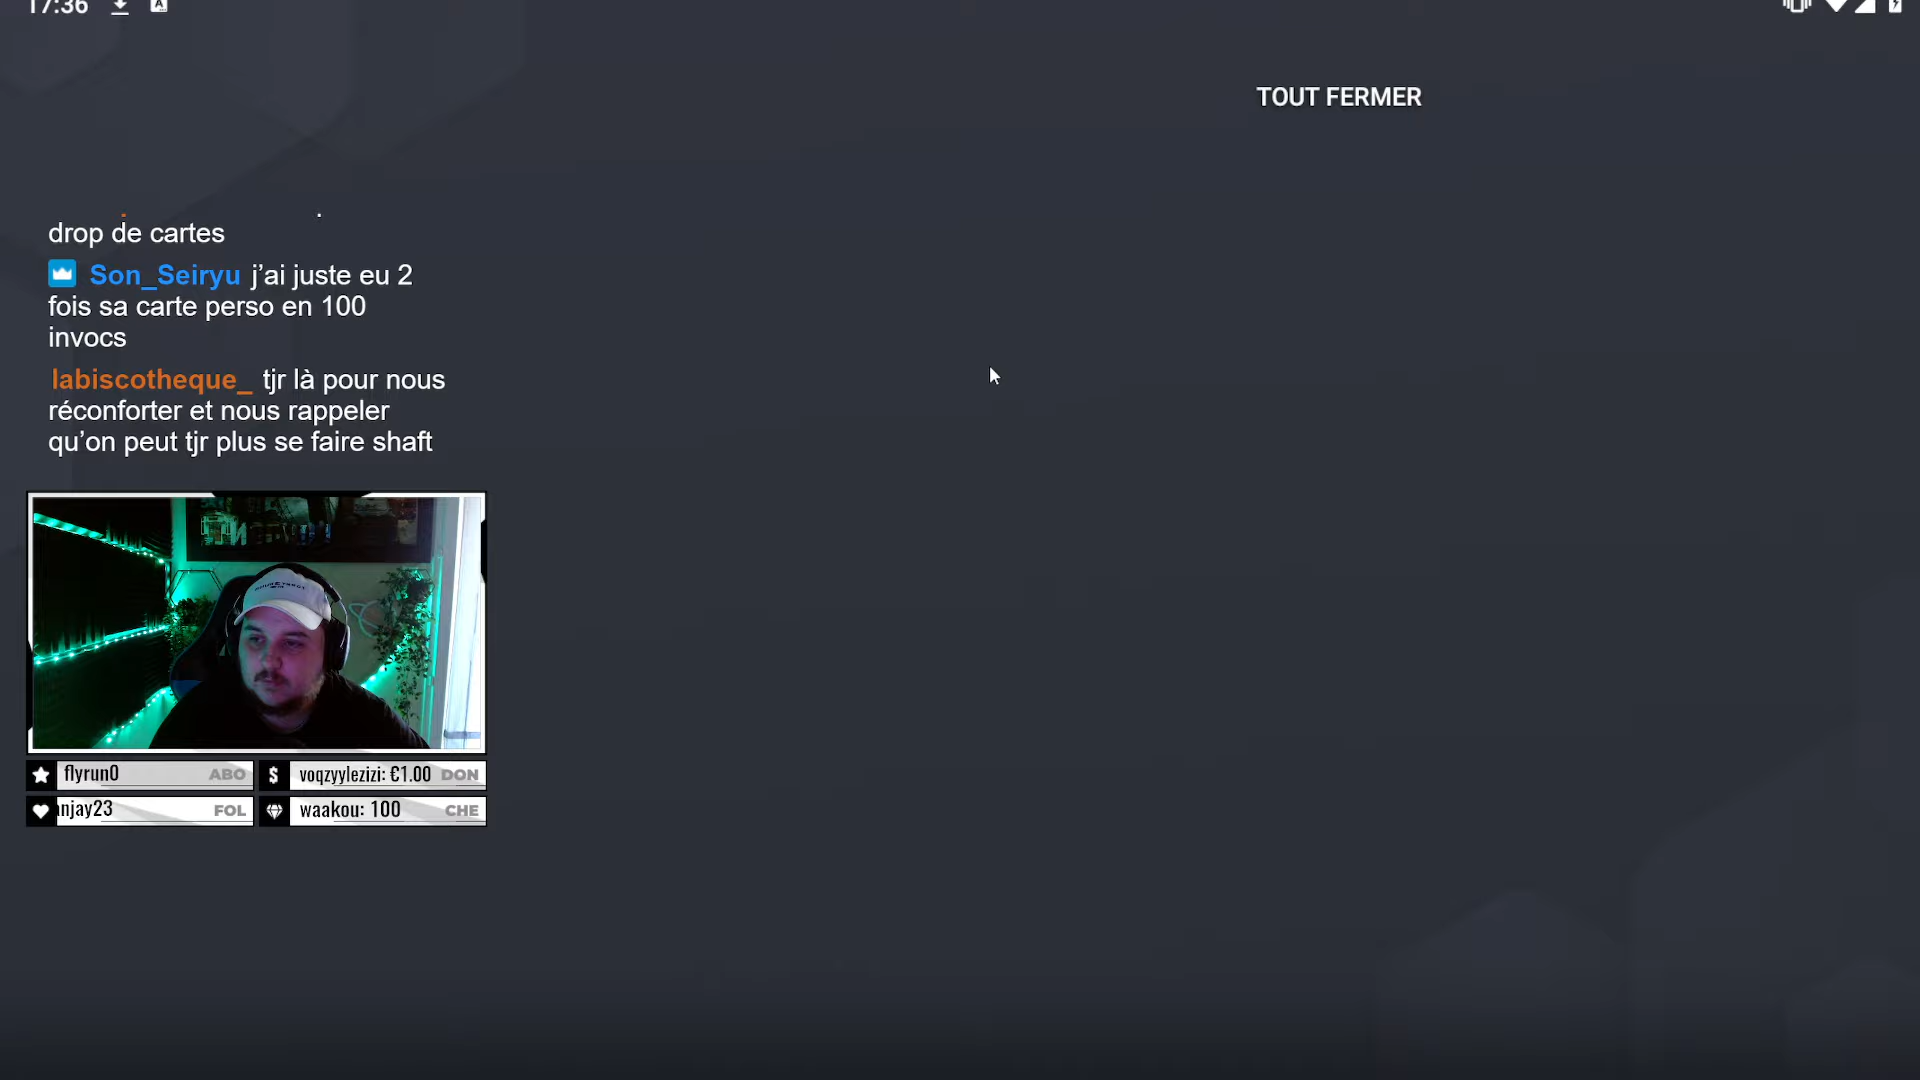 17:36
TOUT FERMER
drop de cartes
Son_Seiryu j'ai juste eu 2
fois sa carte perso en 100
invocs
labiscotheque_ tjr là pour nous
réconforter et nous rappeler
qu'on peut tjr plus se faire shaft
flyrun0 ABO
$ voqzyylezizi: €1.00 DON
njay23 FOL
waakou: 100 CHE